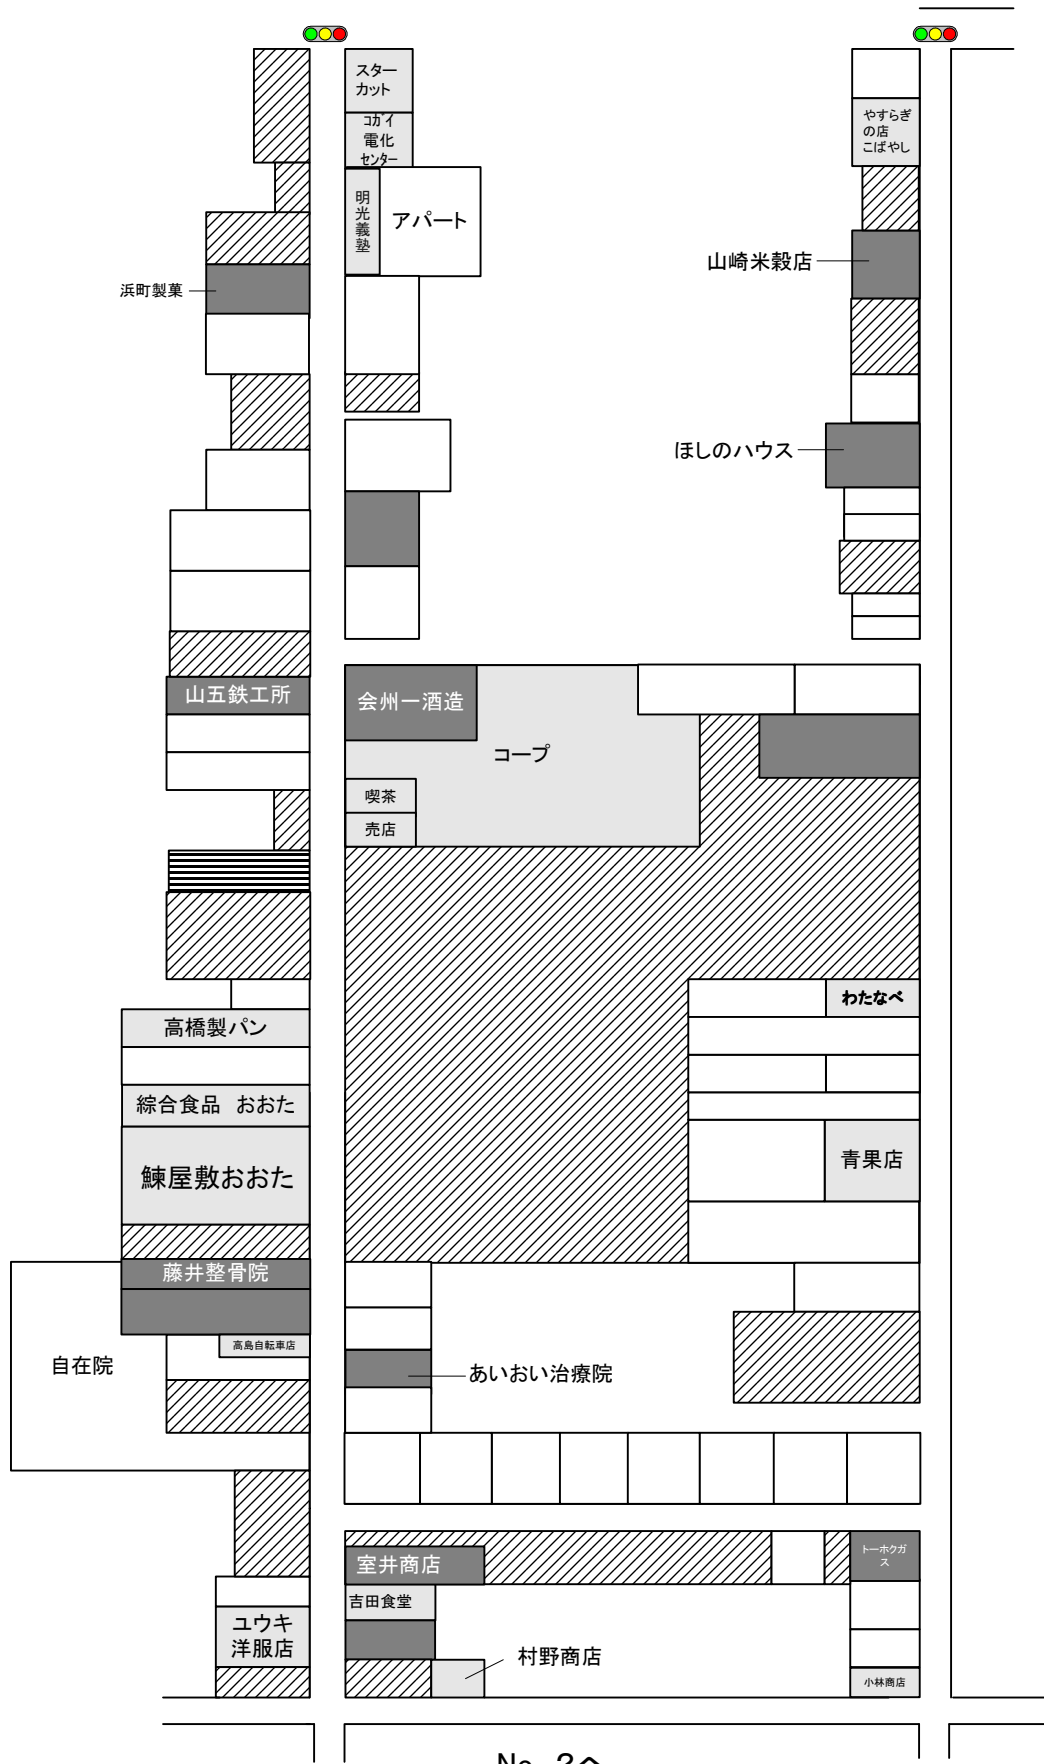 スター
カット
コガイ
電化
センター
明光義塾
アパート
やすらぎ
の店
こばやし
山崎米穀店
浜町製菓
ほしのハウス
山五鉄工所
会州一酒造
コープ
喫茶
売店
わたなべ
高橋製パン
綜合食品　おおた
鰊屋敷おおた
青果店
藤井整骨院
高島自転車店
自在院
あいおい治療院
トーホクガ
ス
室井商店
吉田食堂
ユウキ
洋服店
村野商店
小林商店
No. 2へ